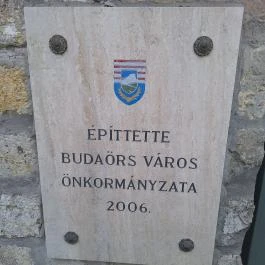 ÉPÍTTETTE
BUDAÖRS VÁROS
ÖNKORMÁNYZATA
2006.